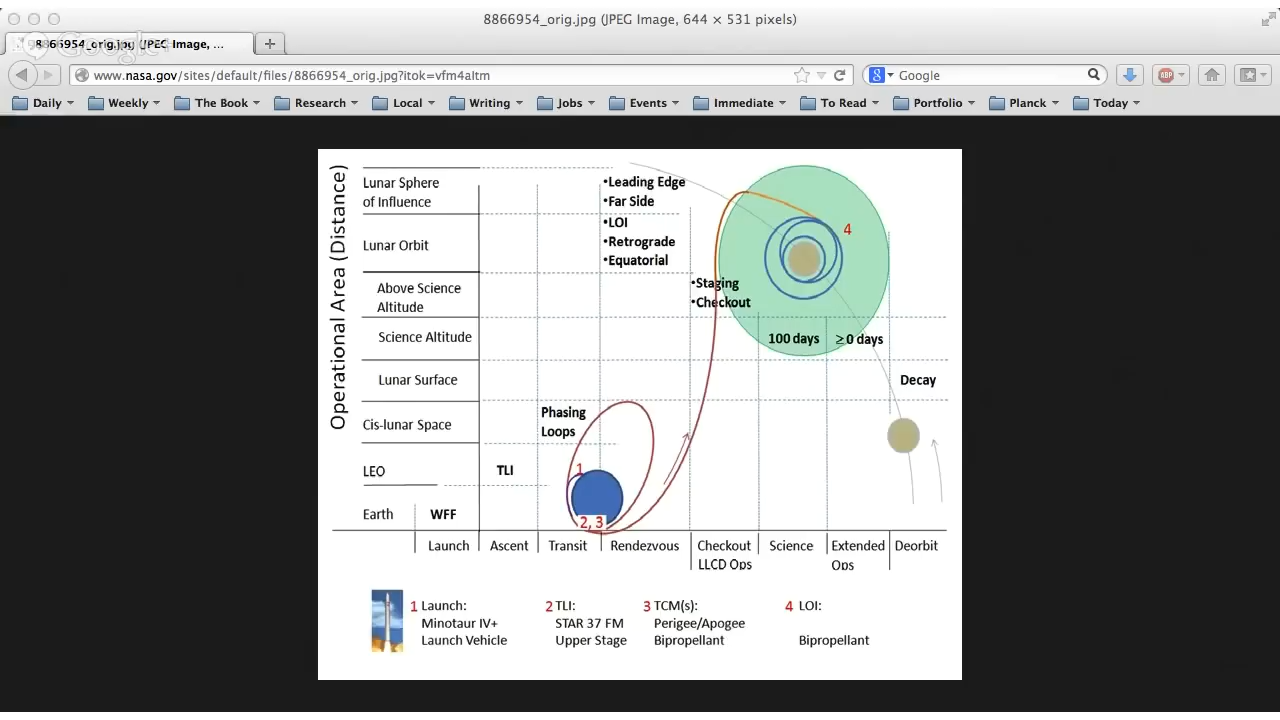 8866954_orig.jpg (JPEG Image, 644 × 531 pixels)
8866954_orig.jpg (JPEG Image, ...
Google+
www.nasa.gov/sites/default/files/8866954_orig.jpg?itok=vfm4altm
Google
ABP
Daily Weekly The Book Research Local Writing Jobs Events Immediate To Read Portfolio Planck Today
Operational Area (Distance)
Lunar Sphere
of Influence
•Leading Edge
•Far Side
Lunar Orbit
•LOI
•Retrograde
•Equatorial
4
Above Science
Altitude
•Staging
•Checkout
Science Altitude
100 days
≥0 days
Lunar Surface
Decay
Cis-lunar Space
Phasing
Loops
LEO
TLI
1
Earth
WFF
2, 3
Launch
Ascent
Transit
Rendezvous
Checkout
LLCD Ops
Science
Extended
Ops
Deorbit
1 Launch:
Minotaur IV+
Launch Vehicle
2 TLI:
STAR 37 FM
Upper Stage
3 TCM(s):
Perigee/Apogee
Bipropellant
4 LOI:
Bipropellant